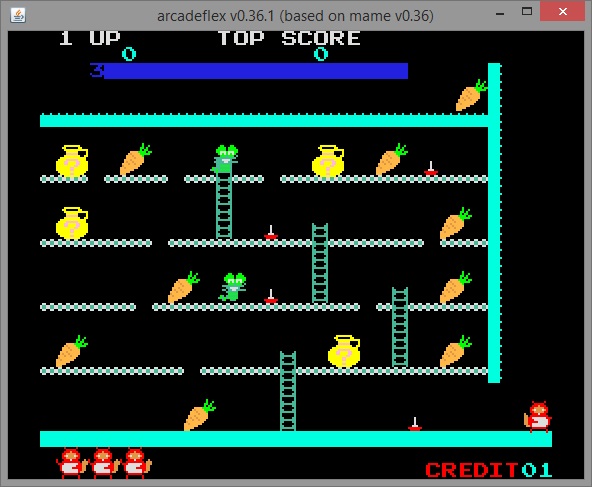 arcadeflex v0.36.1 (based on mame v0.36)
1 UP TOP SCORE
0 0
3
? ?
?
?
CREDIT01